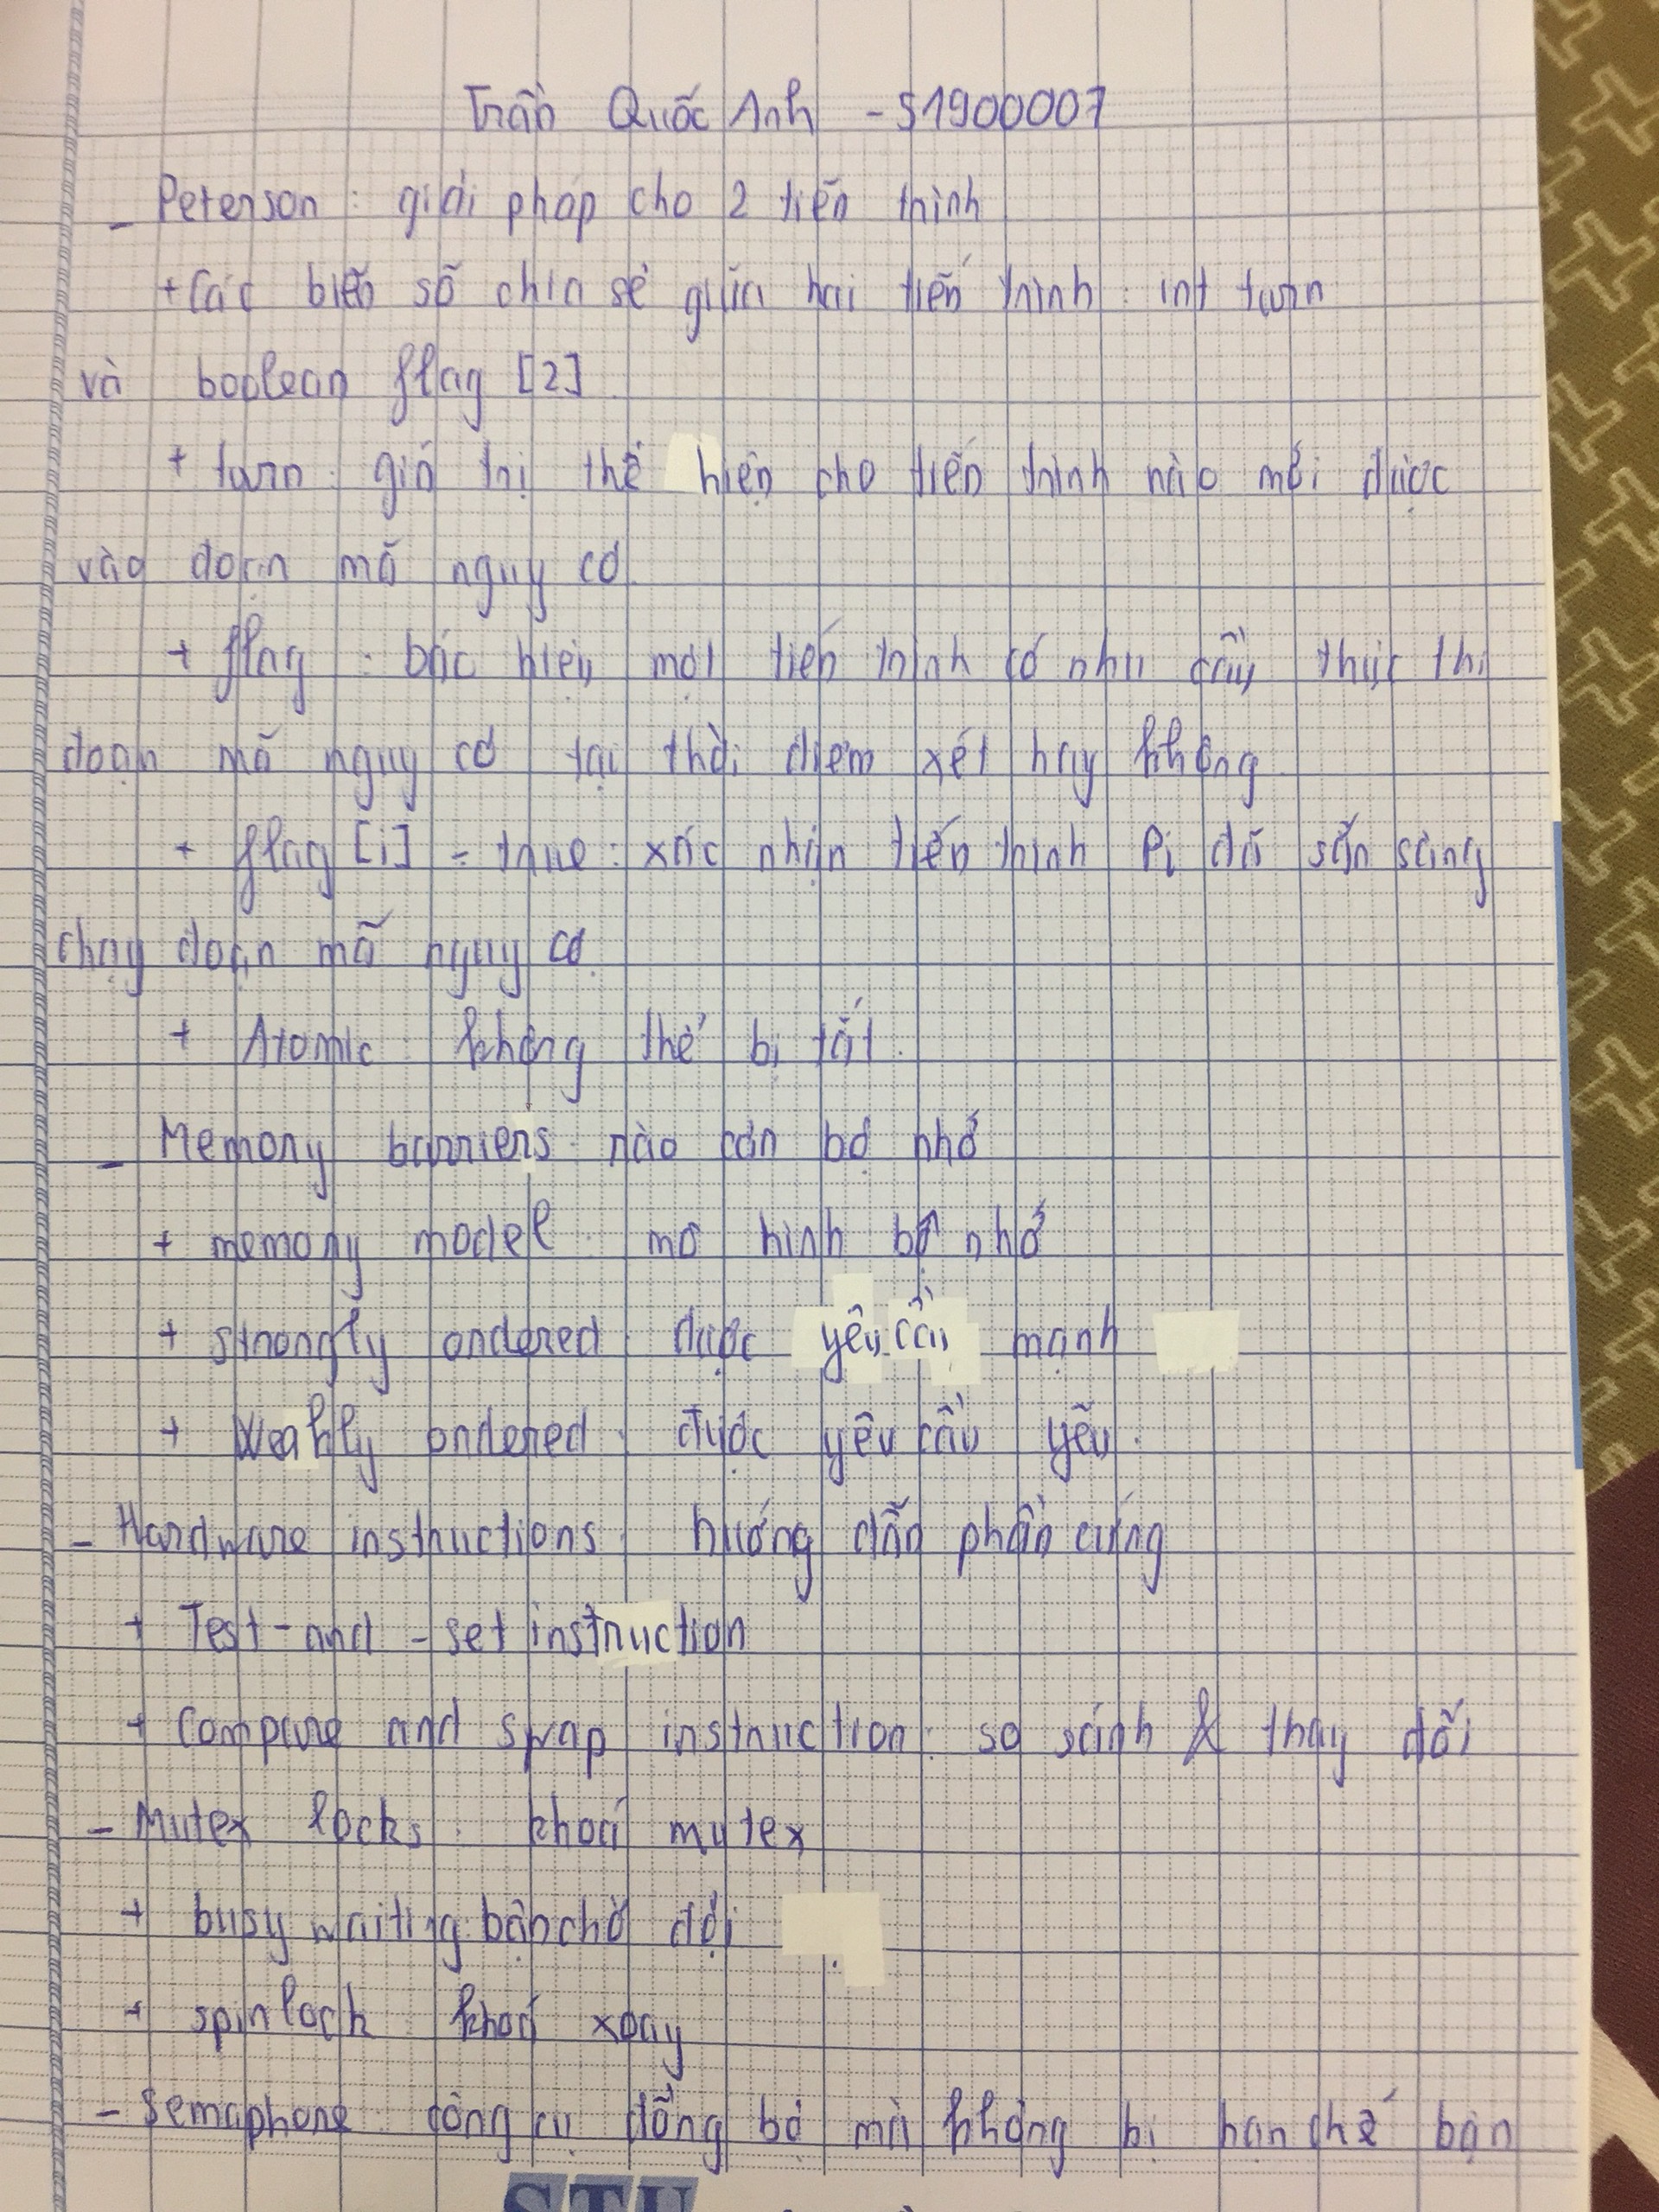 Trần Quốc Anh - 51900007
- Peterson: giải pháp cho 2 tiến trình
+ Các biến số chia sẻ giữa hai tiến trình: int turn
và boolean flag [2]
+ turn: giá trị thể hiện cho tiến trình nào mới được
vào đoạn mã nguy cơ
+ flag: báo hiệu một tiến trình có nhu cầu thực thi
đoạn mã nguy cơ tại thời điểm xét hay không
+ flag [i] = true: xác nhận tiến trình Pi đã sẵn sàng
chạy đoạn mã nguy cơ.
+ Atomic: không thể bị tắt.
- Memory barriers: rào cản bộ nhớ
+ memory model: mô hình bộ nhớ
+ strongly ordered: được yêu cầu mạnh
+ Weakly ordered: được yêu cầu yếu.
- Hardware instructions: hướng dẫn phần cứng
+ Test-and-set instruction
+ Compare and swap instruction: so sánh & thay đổi
- Mutex locks: khoá mutex
+ busy waiting: bận chờ đợi
+ spinlock: khoá xoay
- Semaphore: công cụ đồng bộ mà không bị hạn chế bận
STU